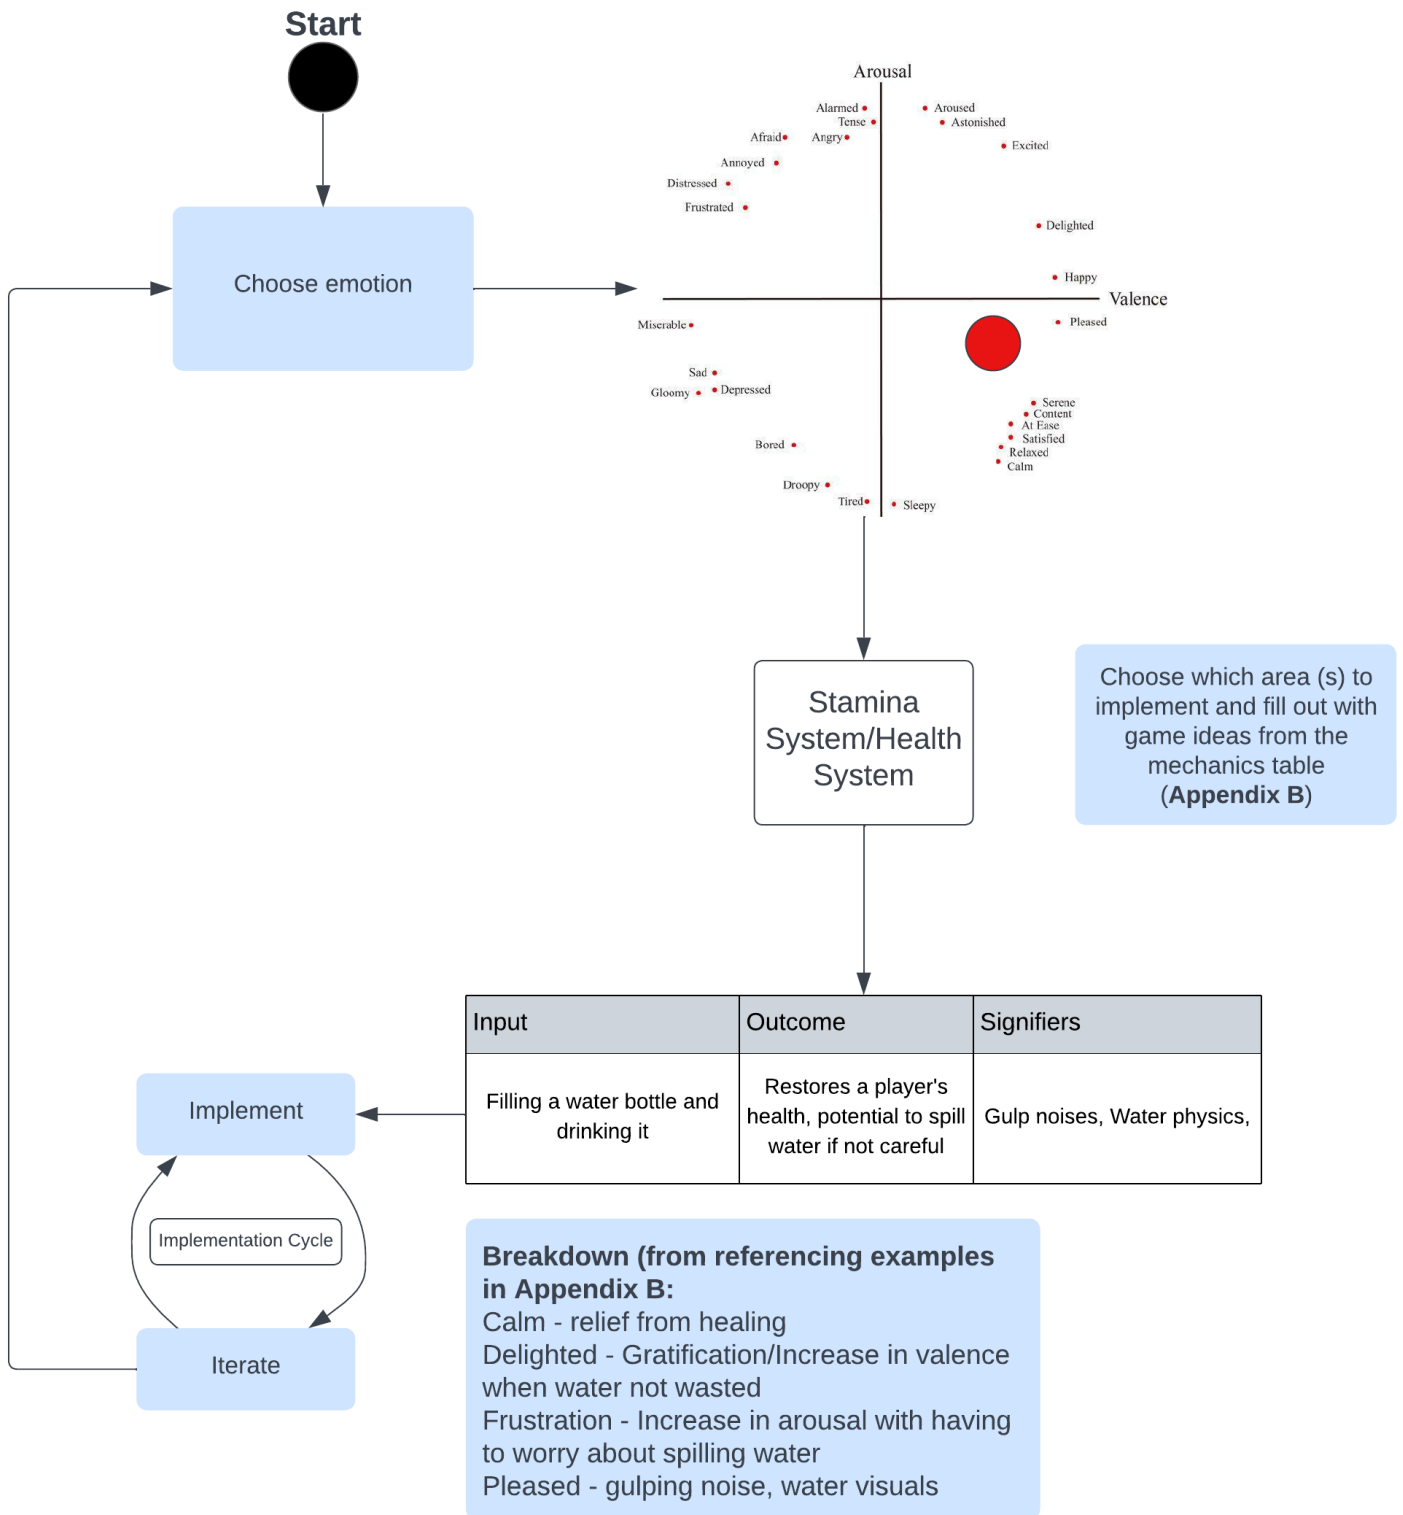 Start
Choose emotion
Arousal
Alarmed
Aroused
Tense
Astonished
Afraid
Angry
Excited
Annoyed
Distressed
Frustrated
Delighted
Happy
Valence
Miserable
Pleased
Sad
Depressed
Gloomy
Serene
Content
At Ease
Satisfied
Bored
Relaxed
Calm
Droopy
Tired
Sleepy
Stamina
System/Health
System
Choose which area (s) to
implement and fill out with
game ideas from the
mechanics table
(Appendix B)
Input
Outcome
Signifiers
Filling a water bottle and
drinking it
Restores a player's
health, potential to spill
water if not careful
Gulp noises, Water physics,
Implement
Implementation Cycle
Iterate
Breakdown (from referencing examples
in Appendix B:
Calm - relief from healing
Delighted - Gratification/Increase in valence
when water not wasted
Frustration - Increase in arousal with having
to worry about spilling water
Pleased - gulping noise, water visuals